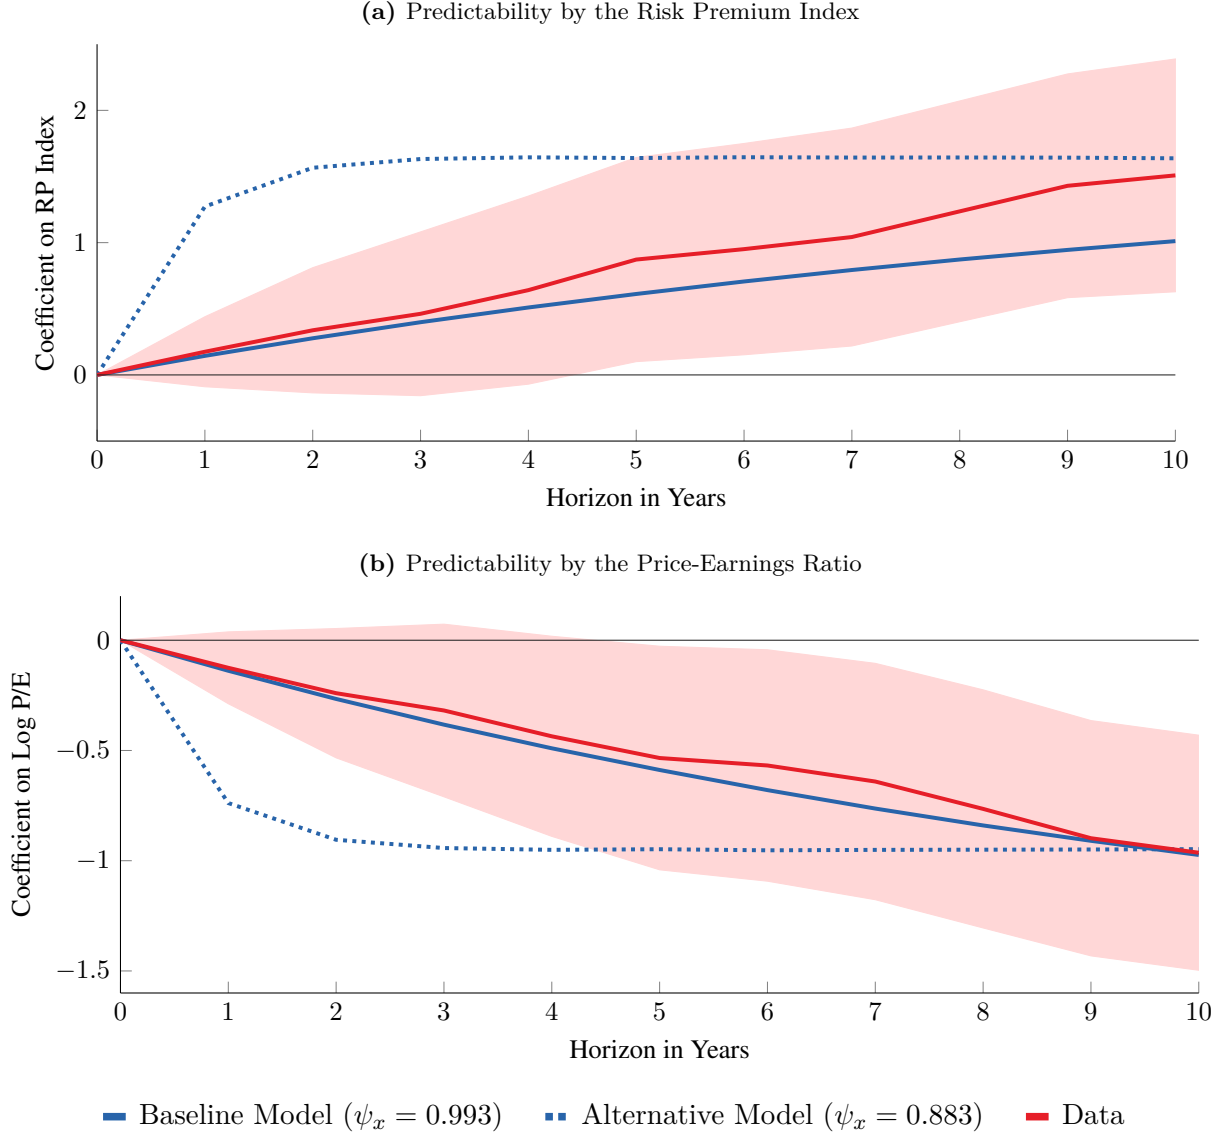 (a) Predictability by the Risk Premium Index
Coefficient on RP Index
2
1
0
0 1 2 3 4 5 6 7 8 9 10
Horizon in Years
(b) Predictability by the Price-Earnings Ratio
Coefficient on Log P/E
0
−0.5
−1
−1.5
0 1 2 3 4 5 6 7 8 9 10
Horizon in Years
Baseline Model (ψₓ = 0.993) Alternative Model (ψₓ = 0.883) Data